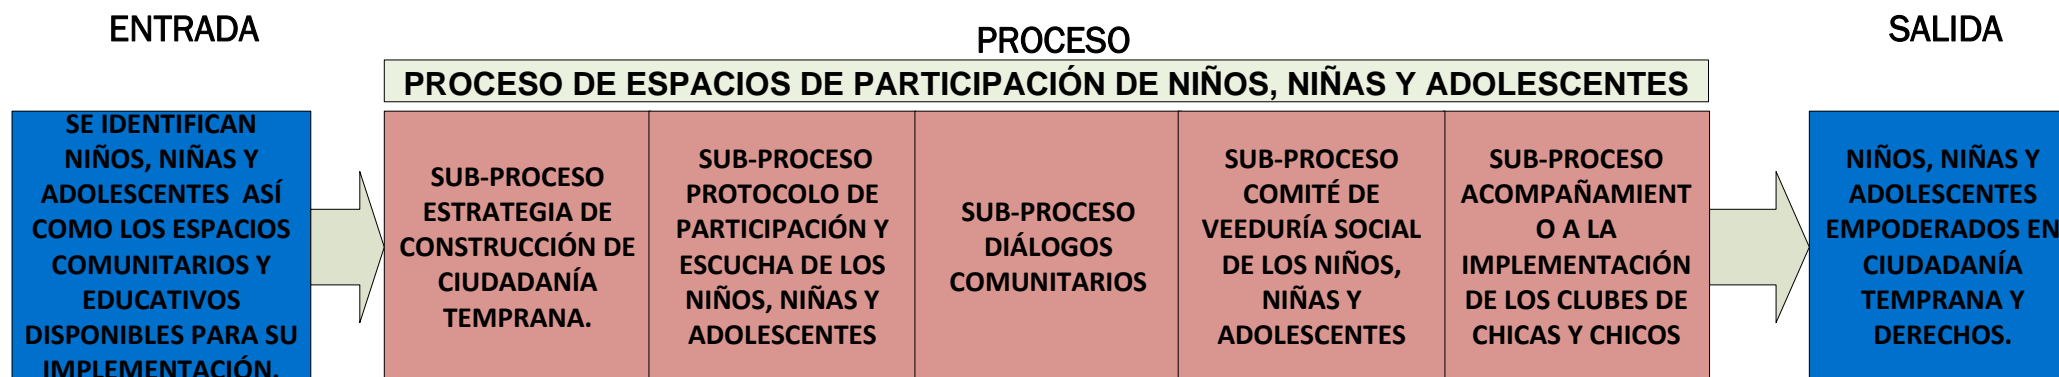 ENTRADA
PROCESO
SALIDA
PROCESO DE ESPACIOS DE PARTICIPACIÓN DE NIÑOS, NIÑAS Y ADOLESCENTES
SE IDENTIFICAN
NIÑOS, NIÑAS Y
ADOLESCENTES ASÍ
COMO LOS ESPACIOS
COMUNITARIOS Y
EDUCATIVOS
DISPONIBLES PARA SU
IMPLEMENTACIÓN.
SUB-PROCESO
ESTRATEGIA DE
CONSTRUCCIÓN DE
CIUDADANÍA
TEMPRANA.
SUB-PROCESO
PROTOCOLO DE
PARTICIPACIÓN Y
ESCUCHA DE LOS
NIÑOS, NIÑAS Y
ADOLESCENTES
SUB-PROCESO
DIÁLOGOS
COMUNITARIOS
SUB-PROCESO
COMITÉ DE
VEEDURÍA SOCIAL
DE LOS NIÑOS,
NIÑAS Y
ADOLESCENTES
SUB-PROCESO
ACOMPAÑAMIENT
O A LA
IMPLEMENTACIÓN
DE LOS CLUBES DE
CHICAS Y CHICOS
NIÑOS, NIÑAS Y
ADOLESCENTES
EMPODERADOS EN
CIUDADANÍA
TEMPRANA Y
DERECHOS.